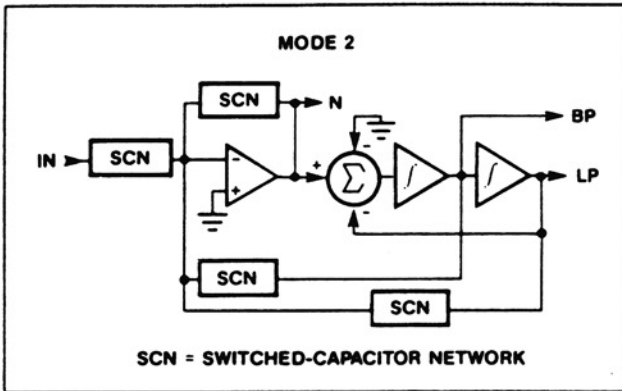 MODE 2
SCN
N
BP
IN
SCN
-
+
+
-
Σ
-
∫
∫
LP
SCN
SCN
SCN = SWITCHED-CAPACITOR NETWORK